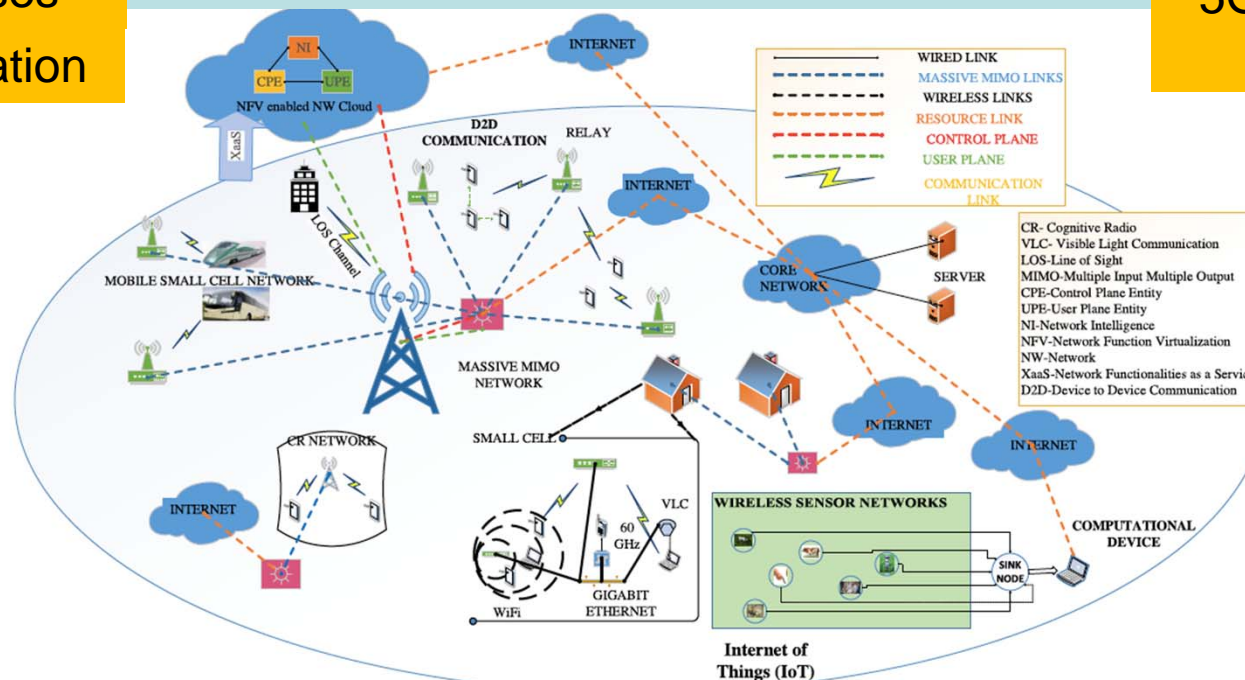 ation
INTERNET
NI
CPE
UPE
NFV enabled NW Cloud
XaaS
D2D
COMMUNICATION
RELAY
INTERNET
LOS Channel
MOBILE SMALL CELL NETWORK
WIRED LINK
MASSIVE MIMO LINKS
WIRELESS LINKS
RESOURCE LINK
CONTROL PLANE
USER PLANE
COMMUNICATION
LINK
CORE
NETWORK
SERVER
CR- Cognitive Radio
VLC- Visible Light Communication
LOS-Line of Sight
MIMO-Multiple Input Multiple Output
CPE-Control Plane Entity
UPE-User Plane Entity
NI-Network Intelligence
NFV-Network Function Virtualization
NW-Network
XaaS-Network Functionalities as a Servic
D2D-Device to Device Communication
MASSIVE MIMO
NETWORK
SMALL CELL
CR NETWORK
INTERNET
INTERNET
INTERNET
VLC
60
GHz
WiFi
GIGABIT
ETHERNET
WIRELESS SENSOR NETWORKS
SINK
NODE
COMPUTATIONAL
DEVICE
Internet of
Things (IoT)